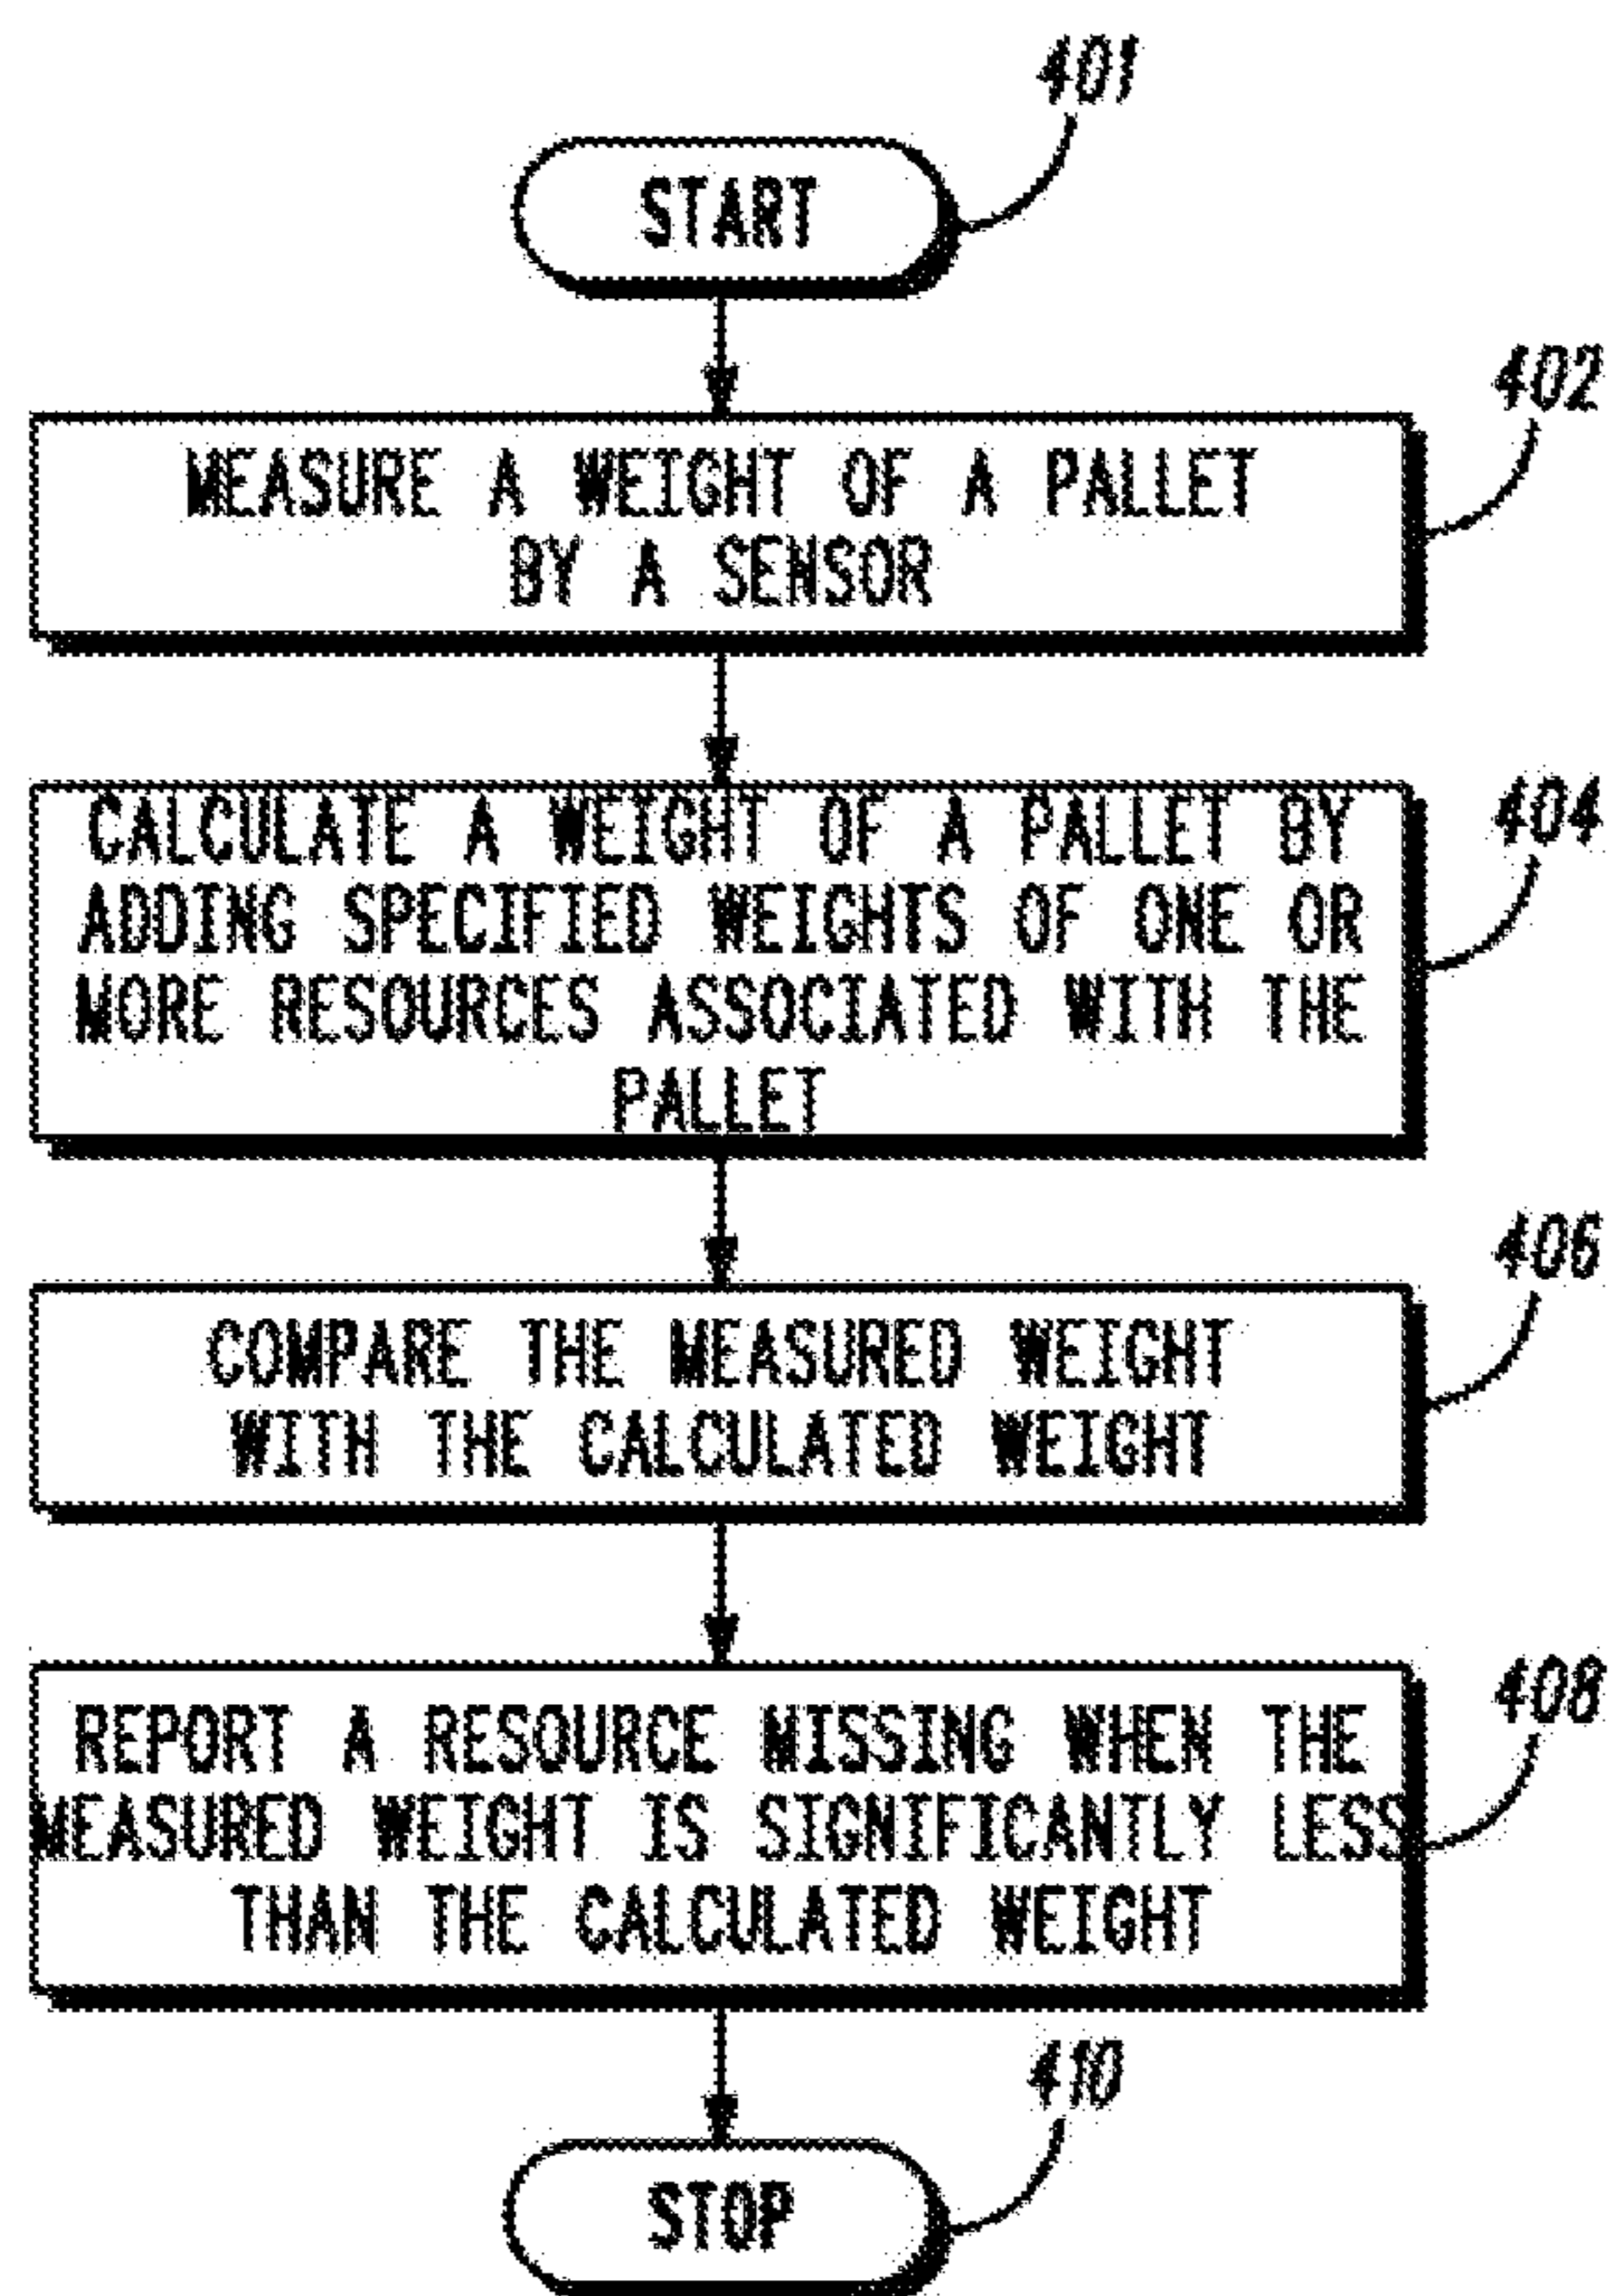 401
START
402
MEASURE A WEIGHT OF A PALLET
BY A SENSOR
404
CALCULATE A WEIGHT OF A PALLET BY
ADDING SPECIFIED WEIGHTS OF ONE OR
MORE RESOURCES ASSOCIATED WITH THE
PALLET
406
COMPARE THE MEASURED WEIGHT
WITH THE CALCULATED WEIGHT
408
REPORT A RESOURCE MISSING WHEN THE
MEASURED WEIGHT IS SIGNIFICANTLY LESS
THAN THE CALCULATED WEIGHT
410
STOP